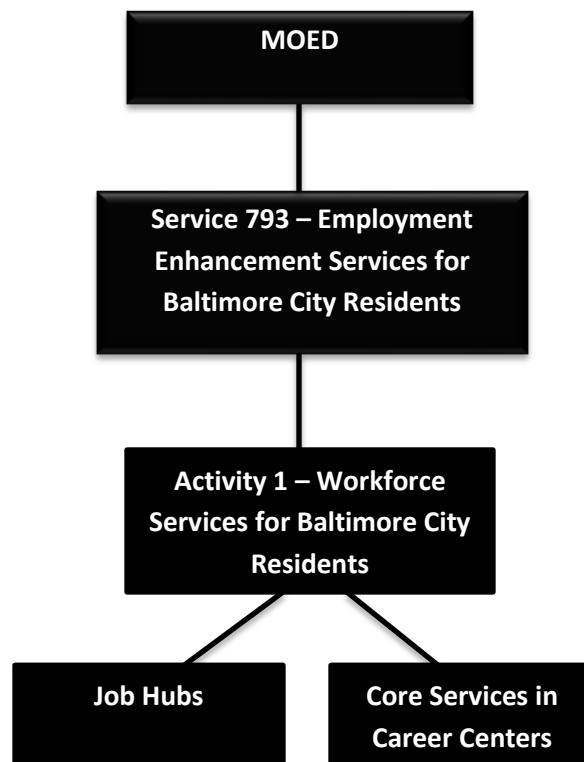 MOED
Service 793 – Employment
Enhancement Services for
Baltimore City Residents
Activity 1 – Workforce
Services for Baltimore City
Residents
Job Hubs
Core Services in
Career Centers